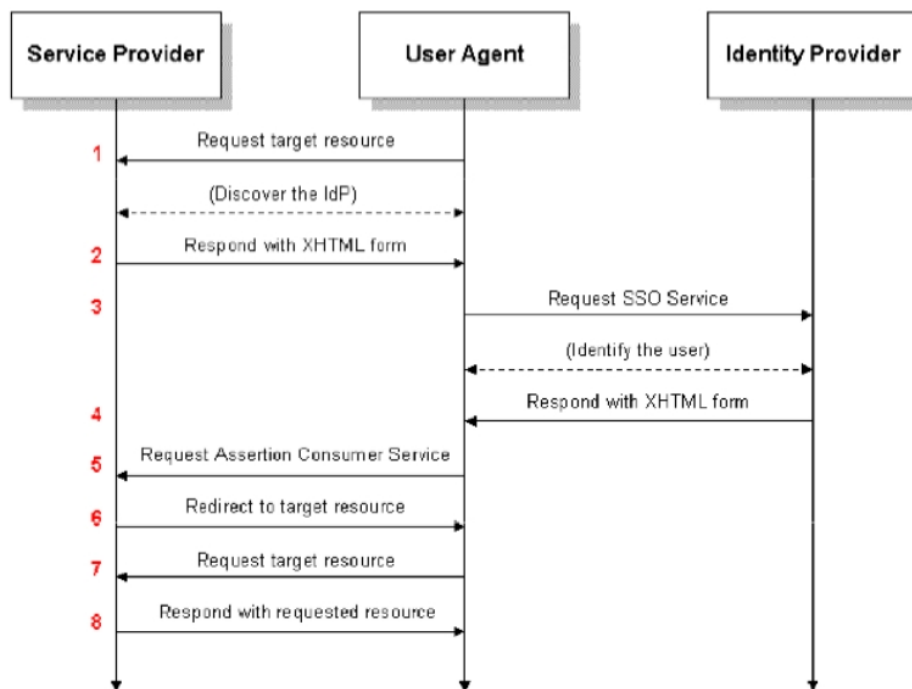 Service Provider
User Agent
Identity Provider
1
Request target resource
(Discover the IdP)
2
Respond with XHTML form
3
Request SSO Service
(Identify the user)
4
Respond with XHTML form
5
Request Assertion Consumer Service
6
Redirect to target resource
7
Request target resource
8
Respond with requested resource